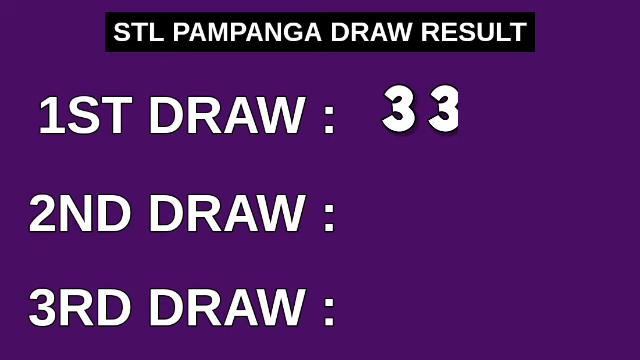 STL PAMPANGA DRAW RESULT
1ST DRAW : 3 3
2ND DRAW :
3RD DRAW :